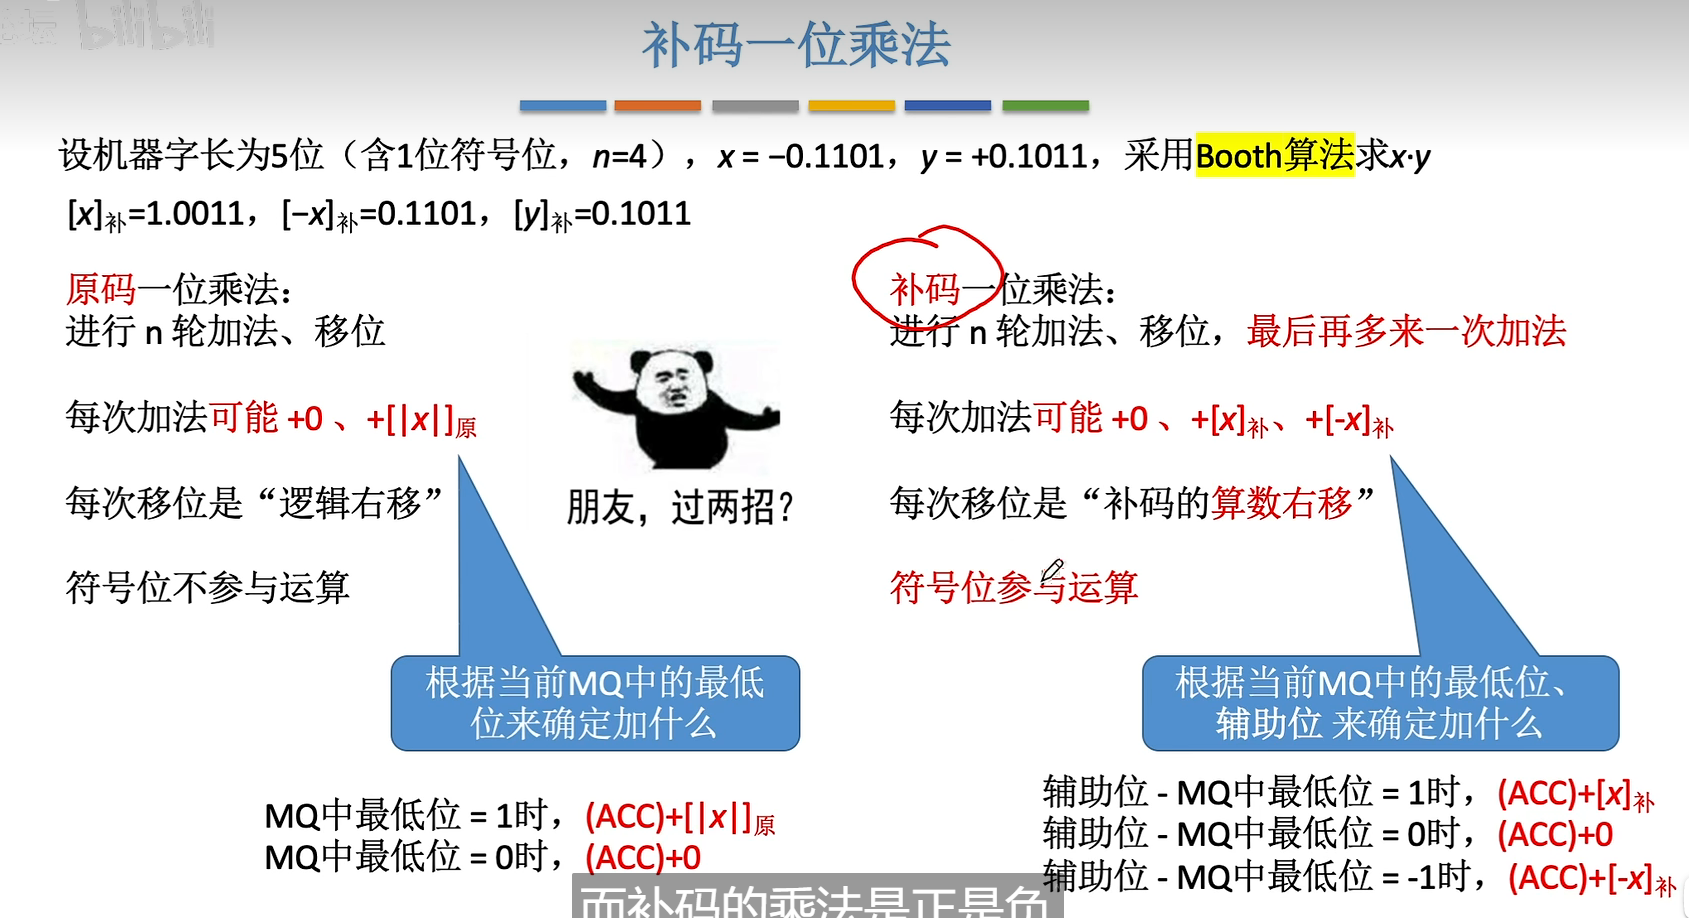 bilibili
补码一位乘法
设机器字长为5位（含1位符号位，n=4），x = −0.1101，y = +0.1011，采用Booth算法求x·y
[x]补=1.0011，[−x]补=0.1101，[y]补=0.1011
原码一位乘法：
进行 n 轮加法、移位
每次加法可能 +0 、+[|x|]原
每次移位是“逻辑右移”
符号位不参与运算
根据当前MQ中的最低
位来确定加什么
MQ中最低位 = 1时，(ACC)+[|x|]原
MQ中最低位 = 0时，(ACC)+0
朋友，过两招？
补码一位乘法：
进行 n 轮加法、移位，最后再多来一次加法
每次加法可能 +0 、+[x]补、+[-x]补
每次移位是“补码的算数右移”
符号位参与运算
根据当前MQ中的最低位、
辅助位 来确定加什么
辅助位 - MQ中最低位 = 1时，(ACC)+[x]补
辅助位 - MQ中最低位 = 0时，(ACC)+0
辅助位 - MQ中最低位 = -1时，(ACC)+[-x]补
而补码的乘法是正是负